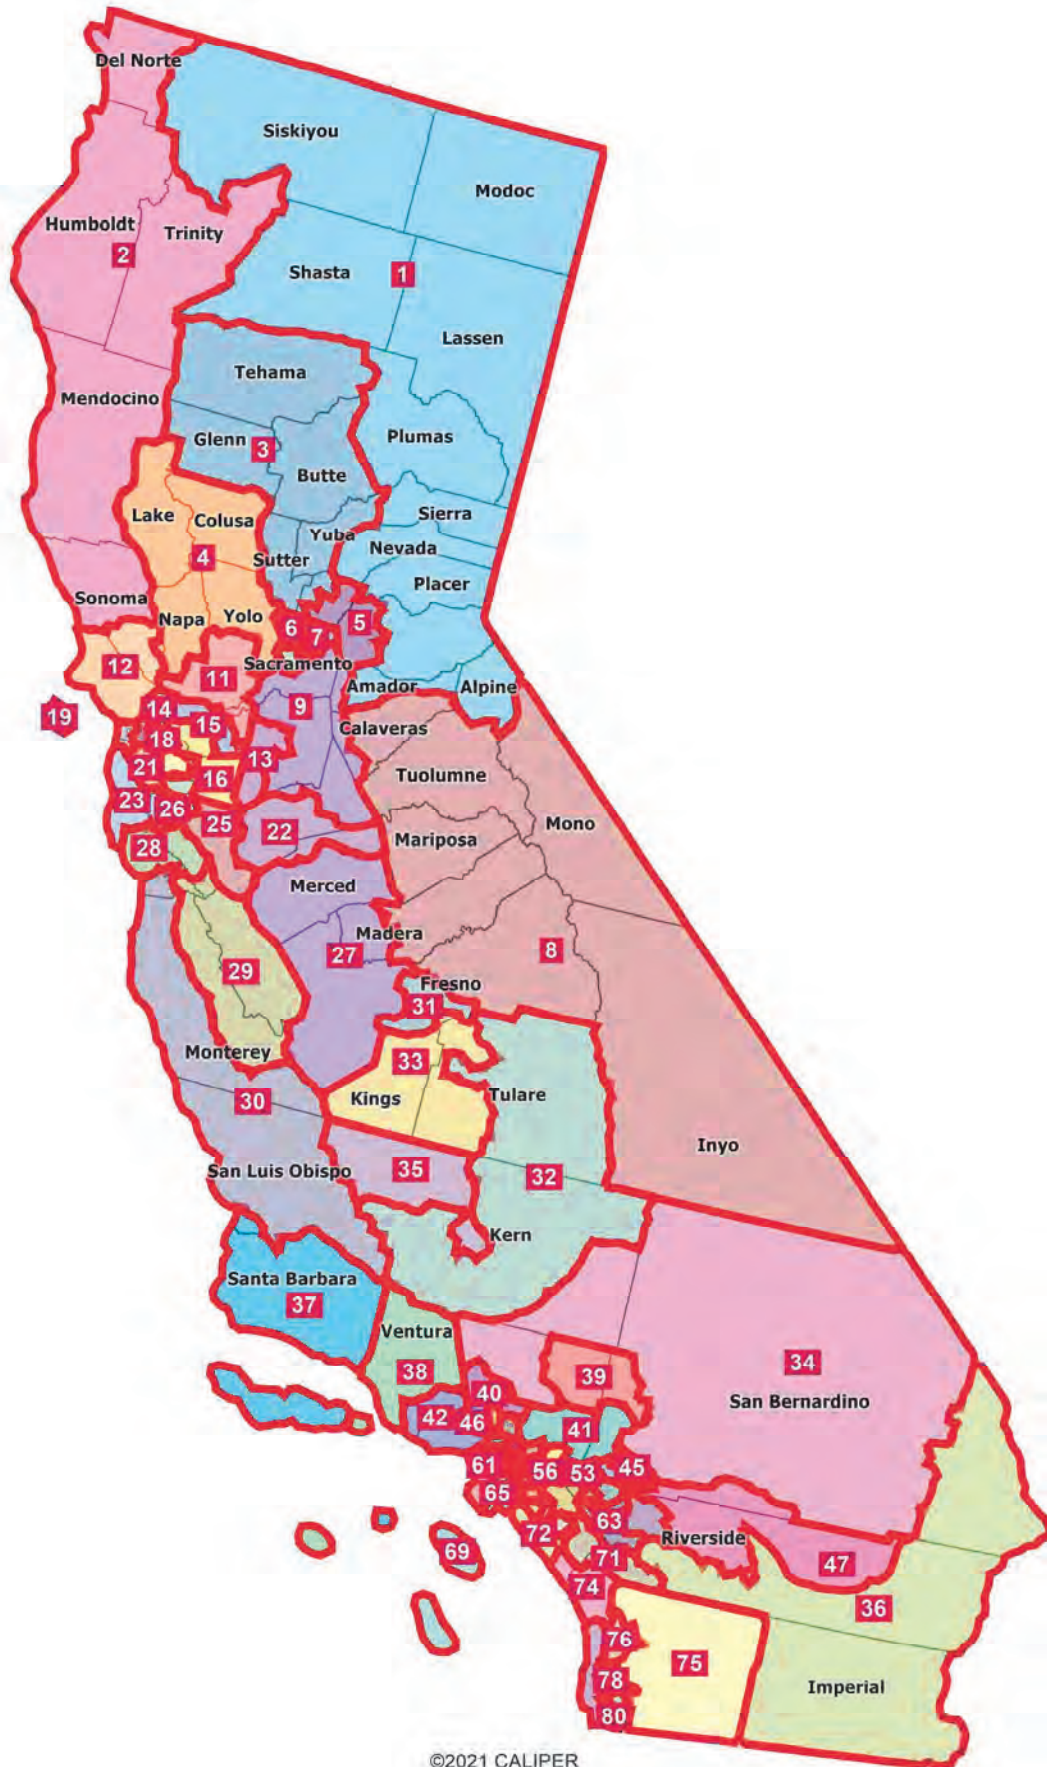 Del Norte
Siskiyou
Modoc
Humboldt
Trinity
2
Shasta
1
Lassen
Tehama
Mendocino
Glenn
3
Plumas
Butte
Lake
Colusa
Sierra
Yuba
Nevada
4
Sutter
Placer
Sonoma
Napa
Yolo
5
6
7
Sacramento
12
11
Amador
Alpine
19
14
9
15
Calaveras
18
13
21
16
Tuolumne
23
26
25
22
Mono
Mariposa
28
Merced
Madera
27
8
29
Fresno
31
Monterey
33
30
Kings
Tulare
Inyo
San Luis Obispo
35
32
Kern
Santa Barbara
37
Ventura
38
39
34
40
San Bernardino
42
46
41
61
56
53
45
65
63
72
Riverside
69
71
47
74
36
76
75
78
Imperial
80
©2021 CALIPER